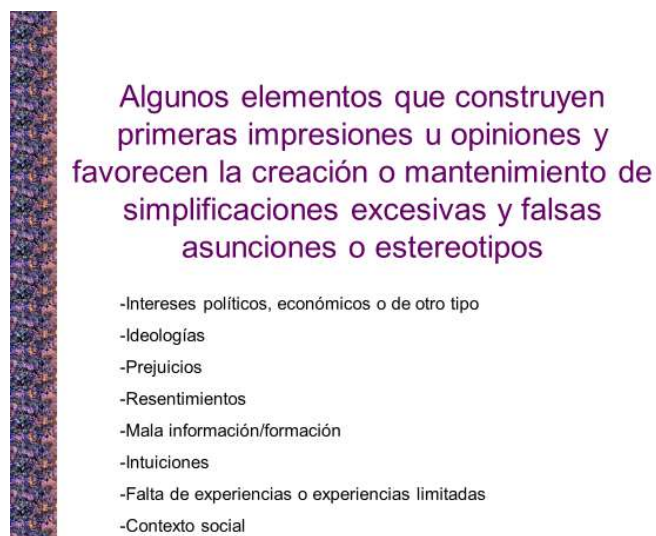 Algunos elementos que construyen
primeras impresiones u opiniones y
favorecen la creación o mantenimiento de
simplificaciones excesivas y falsas
asunciones o estereotipos
-Intereses políticos, económicos o de otro tipo
-Ideologías
-Prejuicios
-Resentimientos
-Mala información/formación
-Intuiciones
-Falta de experiencias o experiencias limitadas
-Contexto social